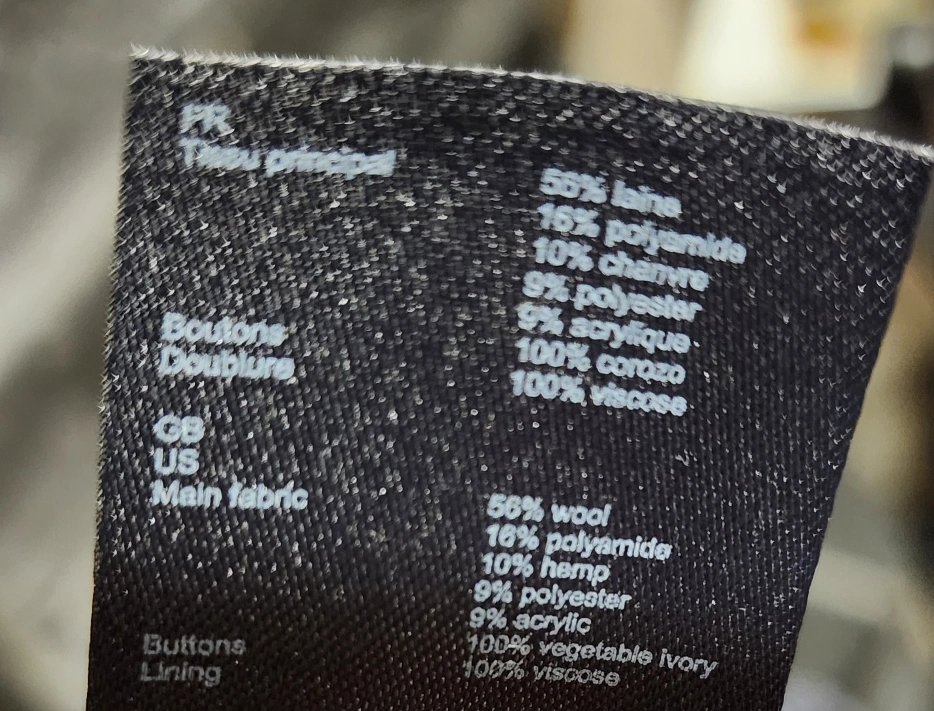 FR
Tissu principal
56% laine
16% polyamide
10% chanvre
9% polyester
9% acrylique
Boutons 100% corozo
Doublure 100% viscose
GB
US
Main fabric 56% wool
16% polyamide
10% hemp
9% polyester
9% acrylic
Buttons 100% vegetable ivory
Lining 100% viscose